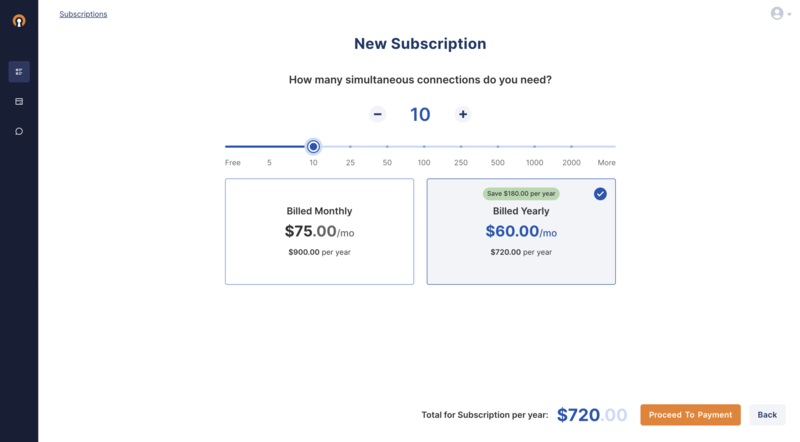 Subscriptions
New Subscription
How many simultaneous connections do you need?
− 10 +
Free 5 10 25 50 100 250 500 1000 2000 More
Billed Monthly
$75.00/mo
$900.00 per year
Save $180.00 per year
Billed Yearly
$60.00/mo
$720.00 per year
Total for Subscription per year: $720.00 Proceed To Payment Back